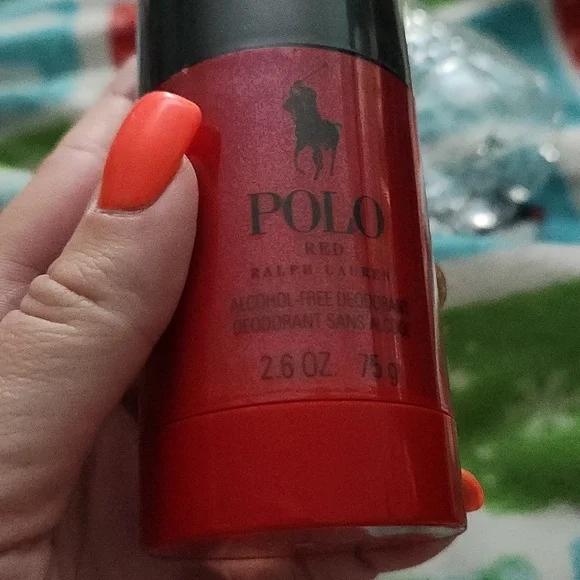 POLO
RED
RALPH LAUREN
ALCOHOL-FREE DEODORANT
DEODORANT SANS ALCOOL
2.6 OZ. 75 g